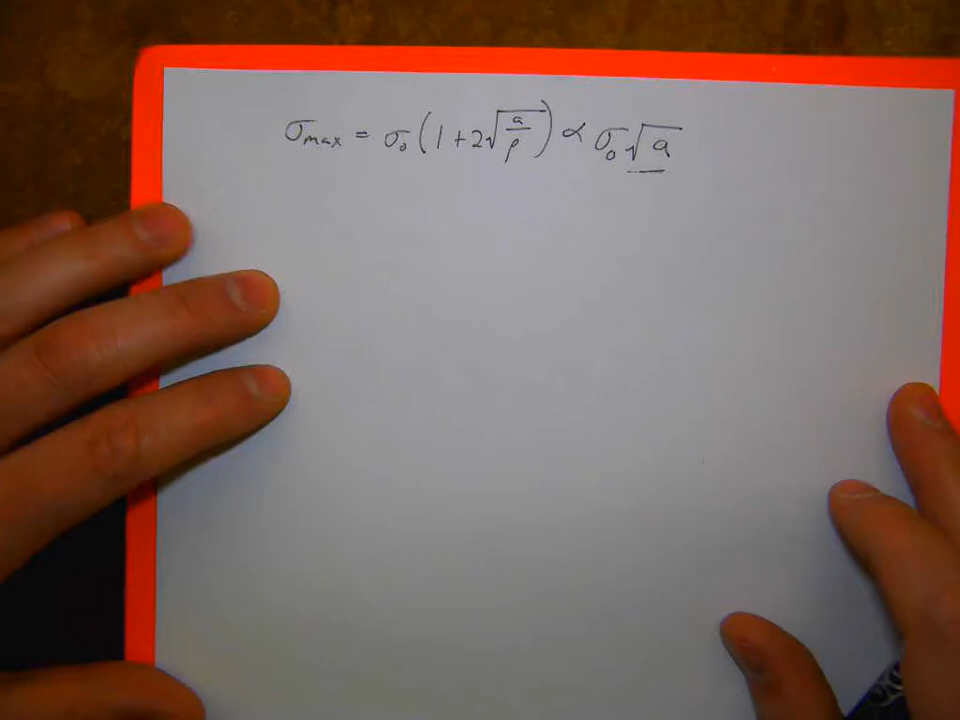 σmax = σ₀(1 + 2√(a/ρ)) ∝ σ₀√a